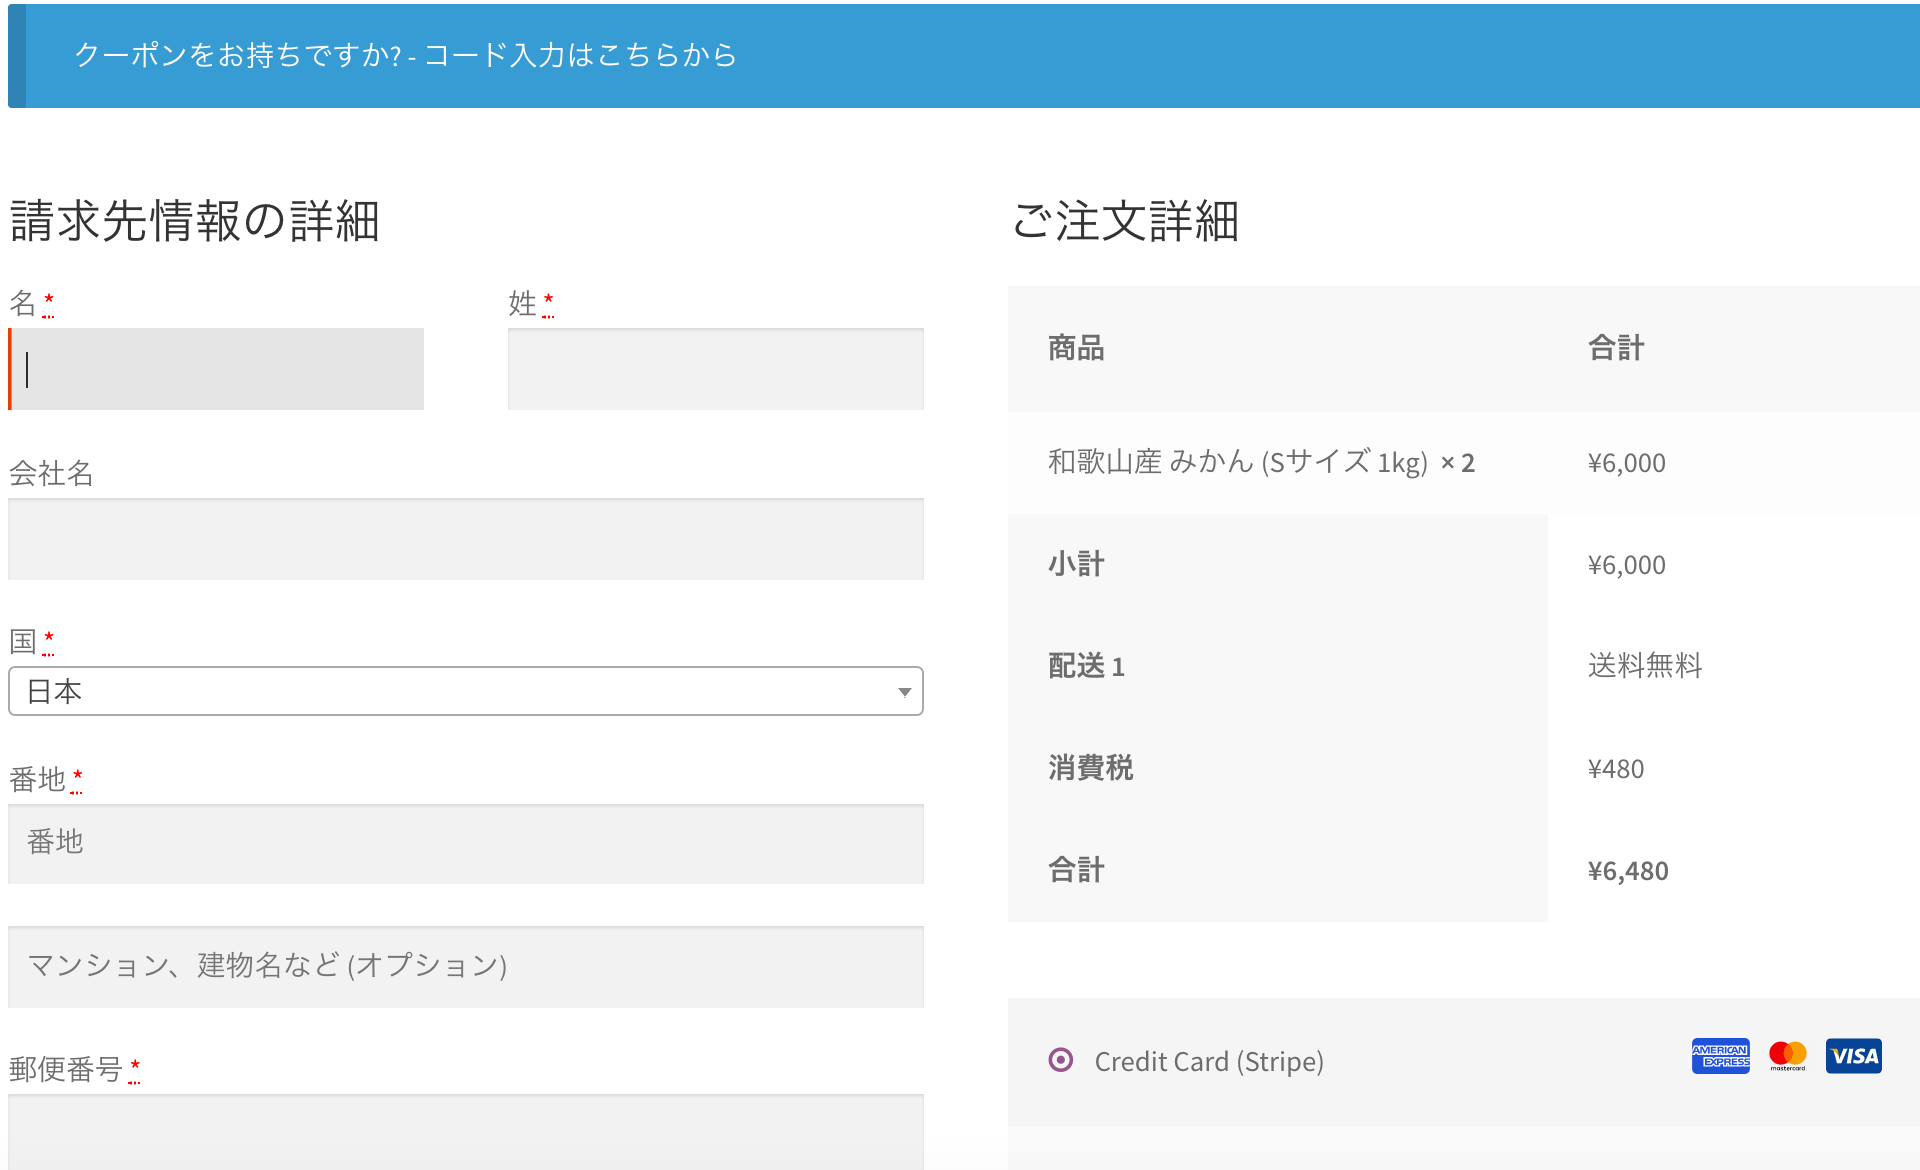 クーポンをお持ちですか? - コード入力はこちらから
請求先情報の詳細
名 *
姓 *
会社名
国 *
日本
番地 *
番地
マンション、建物名など (オプション)
郵便番号 *
ご注文詳細
商品 合計
和歌山産 みかん (Sサイズ 1kg) × 2 ¥6,000
小計 ¥6,000
配送 1 送料無料
消費税 ¥480
合計 ¥6,480
Credit Card (Stripe) AMERICAN EXPRESS mastercard VISA